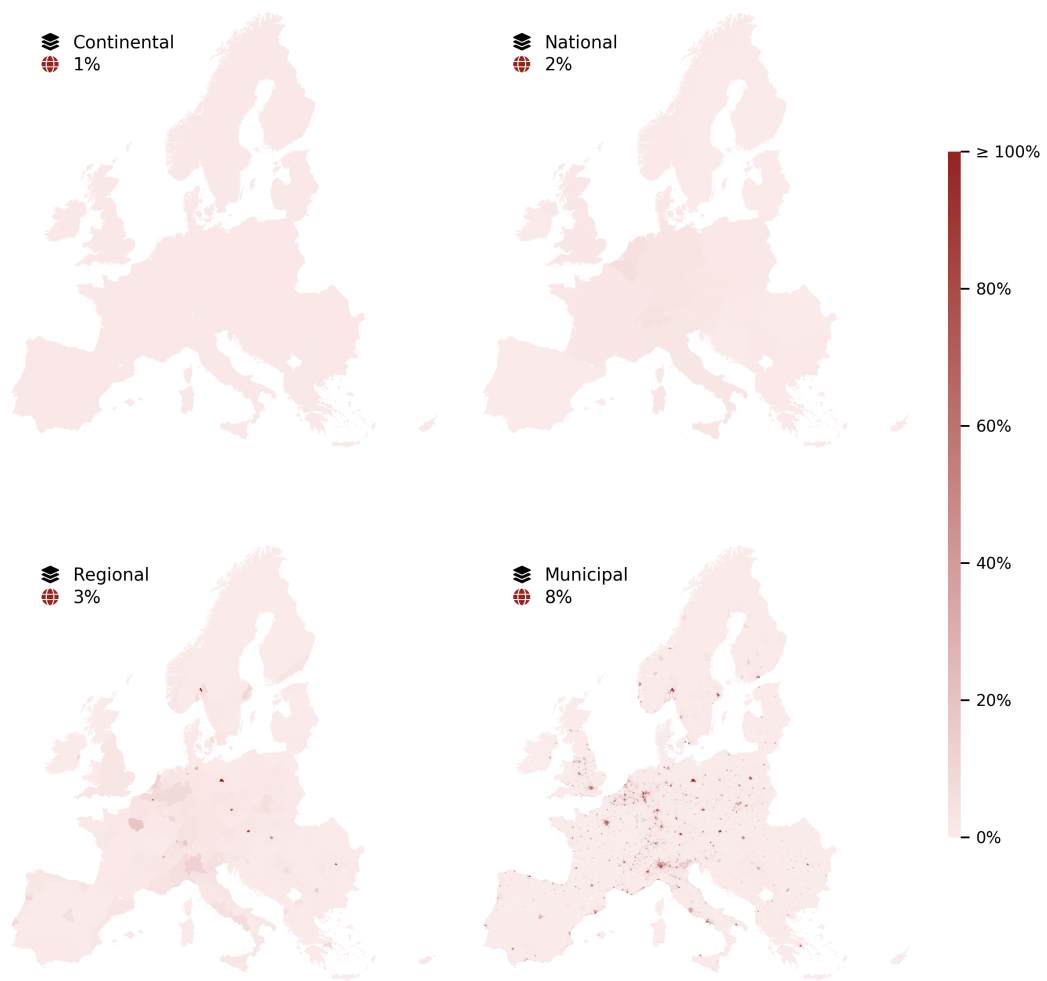 Continental
1%
National
2%
≥ 100%
80%
60%
40%
20%
0%
Regional
3%
Municipal
8%